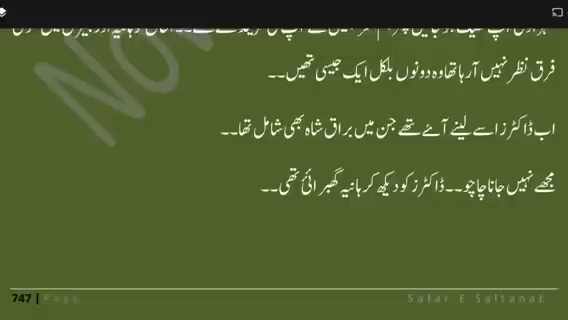 فرق نظر نہیں آرہا تھا وہ دونوں بلکل ایک جیسی تھیں۔۔
اب ڈاکٹرز اسے لینے آئے تھے جن میں براق شاہ بھی شامل تھا۔۔
مجھے نہیں جانا چاچو۔۔ ڈاکٹرز کو دیکھ کر ہانیہ گھبرائی تھی۔۔
747 | Page
Safar E Saltanat